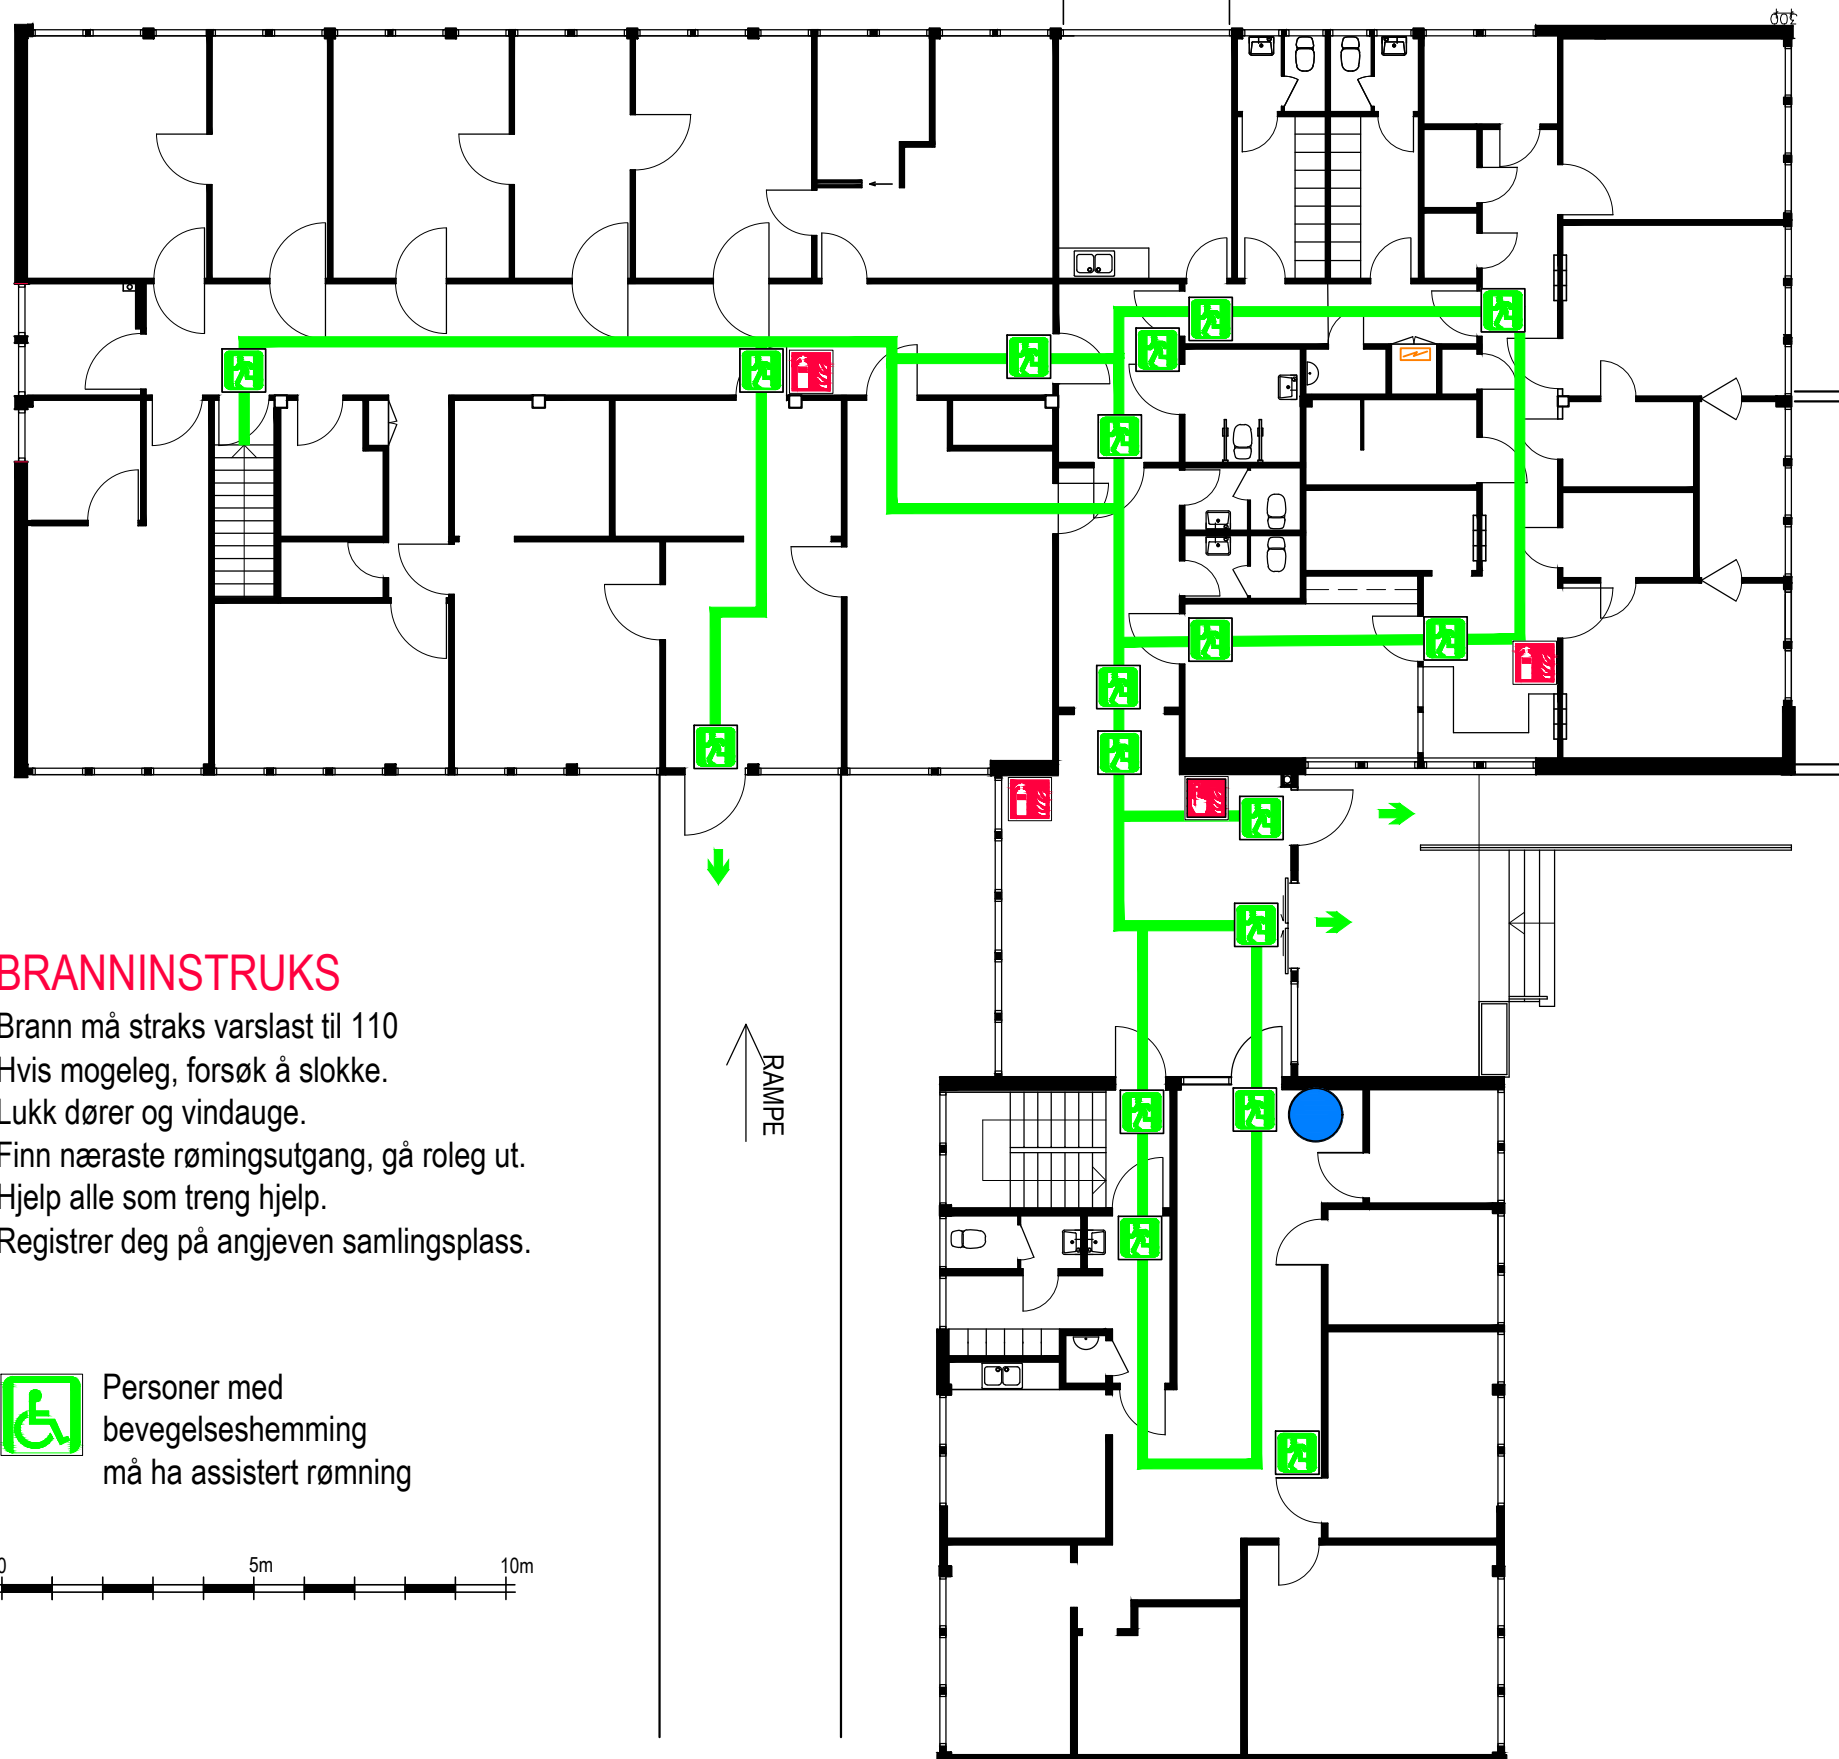 BRANNINSTRUKS
Brann må straks varslast til 110
Hvis mogeleg, forsøk å slokke.
Lukk dører og vindauge.
Finn næraste rømingsutgang, gå roleg ut.
Hjelp alle som treng hjelp.
Registrer deg på angjeven samlingsplass.
RAMPE
Personer med
bevegelseshemming
må ha assistert rømning
0 5m 10m